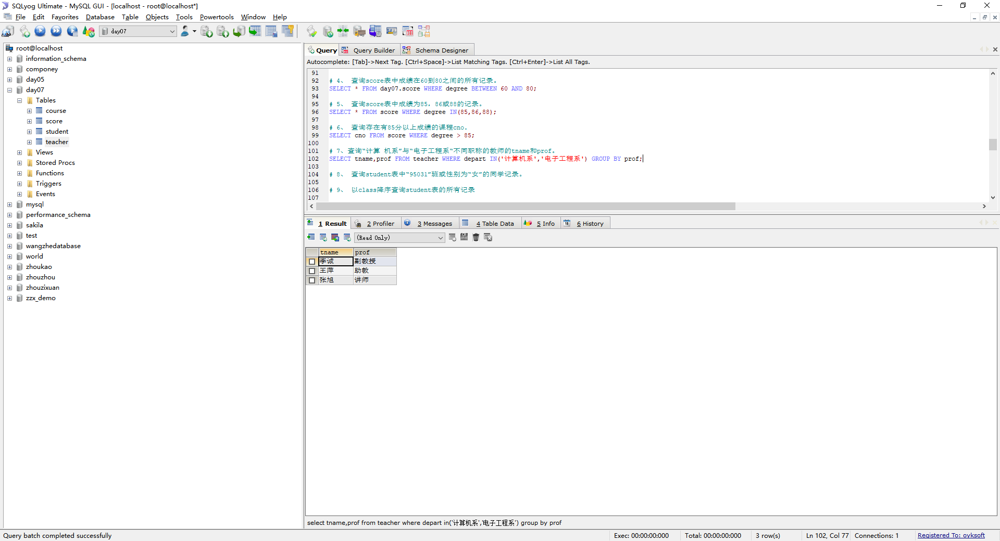 SQLyog Ultimate - MySQL GUI - [localhost - root@localhost*]
File Edit Favorites Database Table Objects Tools Powertools Window Help
day07
root@localhost
information_schema
componey
day05
day07
Tables
course
score
student
teacher
Views
Stored Procs
Functions
Triggers
Events
mysql
performance_schema
sakila
test
wangzhedatabase
world
zhoukao
zhouzhou
zhouzixuan
zzx_demo
Query Query Builder Schema Designer
Autocomplete: [Tab]->Next Tag. [Ctrl+Space]->List Matching Tags. [Ctrl+Enter]->List All Tags.
91
92 # 4、 查询score表中成绩在60到80之间的所有记录。
93 SELECT * FROM day07.score WHERE degree BETWEEN 60 AND 80;
94
95 # 5、 查询score表中成绩为85，86或88的记录。
96 SELECT * FROM score WHERE degree IN(85,86,88);
97
98 # 6、 查询存在有85分以上成绩的课程cno.
99 SELECT cno FROM score WHERE degree > 85;
100
101 # 7、查询“计算 机系”与“电子工程系“不同职称的教师的tname和prof。
102 SELECT tname,prof FROM teacher WHERE depart IN('计算机系','电子工程系') GROUP BY prof;
103
104 # 8、 查询student表中“95031”班或性别为“女”的同学记录。
105
106 # 9、 以class降序查询student表的所有记录
107
1 Result 2 Profiler 3 Messages 4 Table Data 5 Info 6 History
(Read Only)
tname prof
李诚 副教授
王萍 助教
张旭 讲师
select tname,prof from teacher where depart in('计算机系','电子工程系') group by prof
Query batch completed successfully Exec: 00:00:00:000 Total: 00:00:00:000 3 row(s) Ln 102, Col 77 Connections: 1 Registered To: ovksoft